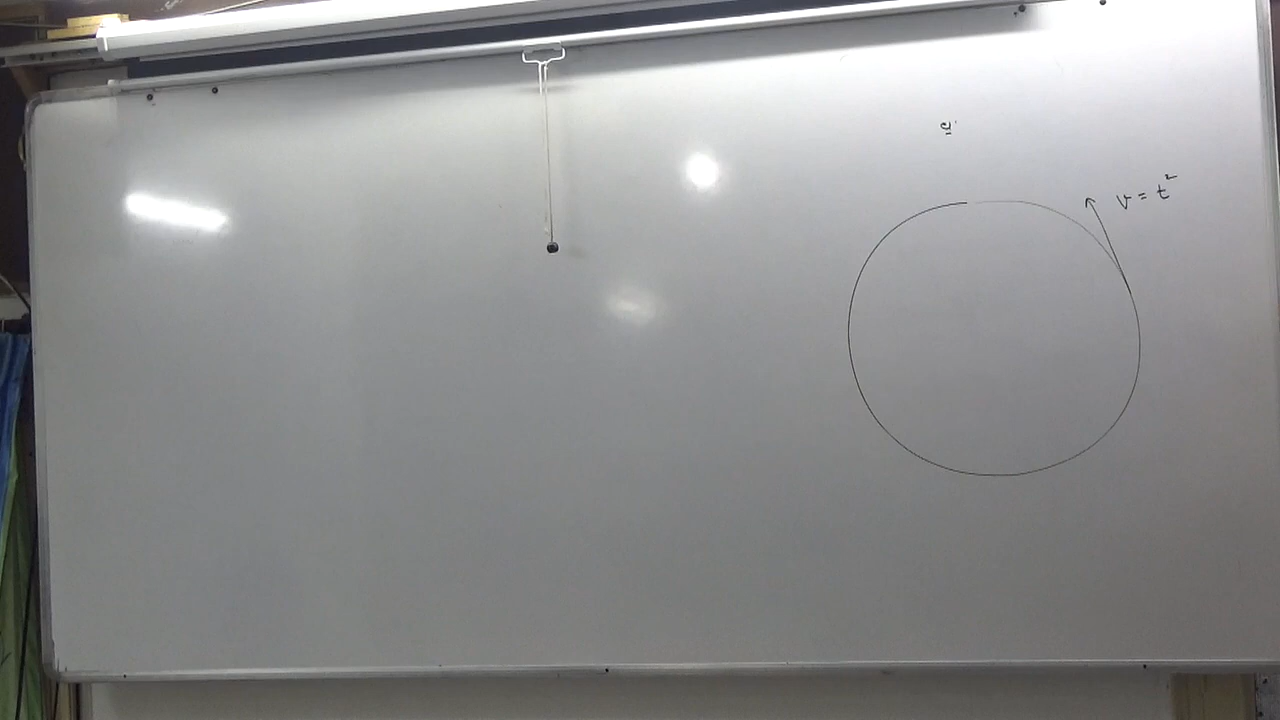 v = t²